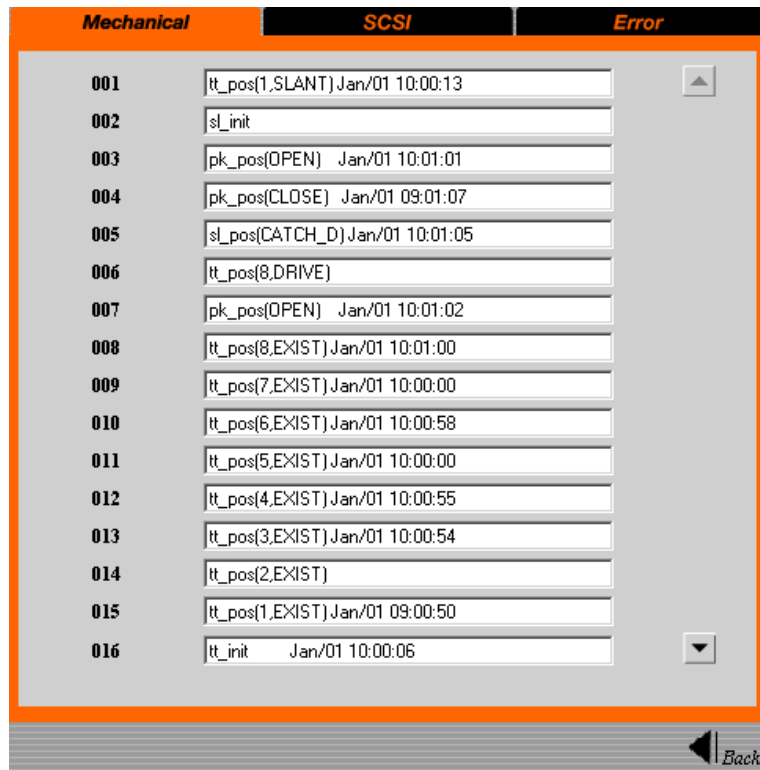 Mechanical SCSI Error
001 tt_pos(1,SLANT) Jan/01 10:00:13
002 sl_init
003 pk_pos(OPEN) Jan/01 10:01:01
004 pk_pos(CLOSE) Jan/01 09:01:07
005 sl_pos(CATCH_D) Jan/01 10:01:05
006 tt_pos(8,DRIVE)
007 pk_pos(OPEN) Jan/01 10:01:02
008 tt_pos(8,EXIST) Jan/01 10:01:00
009 tt_pos(7,EXIST) Jan/01 10:00:00
010 tt_pos(6,EXIST) Jan/01 10:00:58
011 tt_pos(5,EXIST) Jan/01 10:00:00
012 tt_pos(4,EXIST) Jan/01 10:00:55
013 tt_pos(3,EXIST) Jan/01 10:00:54
014 tt_pos(2,EXIST)
015 tt_pos(1,EXIST) Jan/01 09:00:50
016 tt_init Jan/01 10:00:06
Back